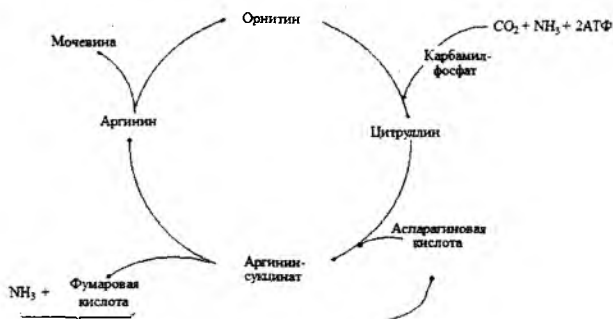 Орнитин
CO₂ + NH₃ + 2АТФ
Мочевина
Карбамил-
фосфат
Аргинин
Цитруллин
Аспарагиновая
кислота
Аргинин-
сукцинат
NH₃ +
Фумаровая
кислота